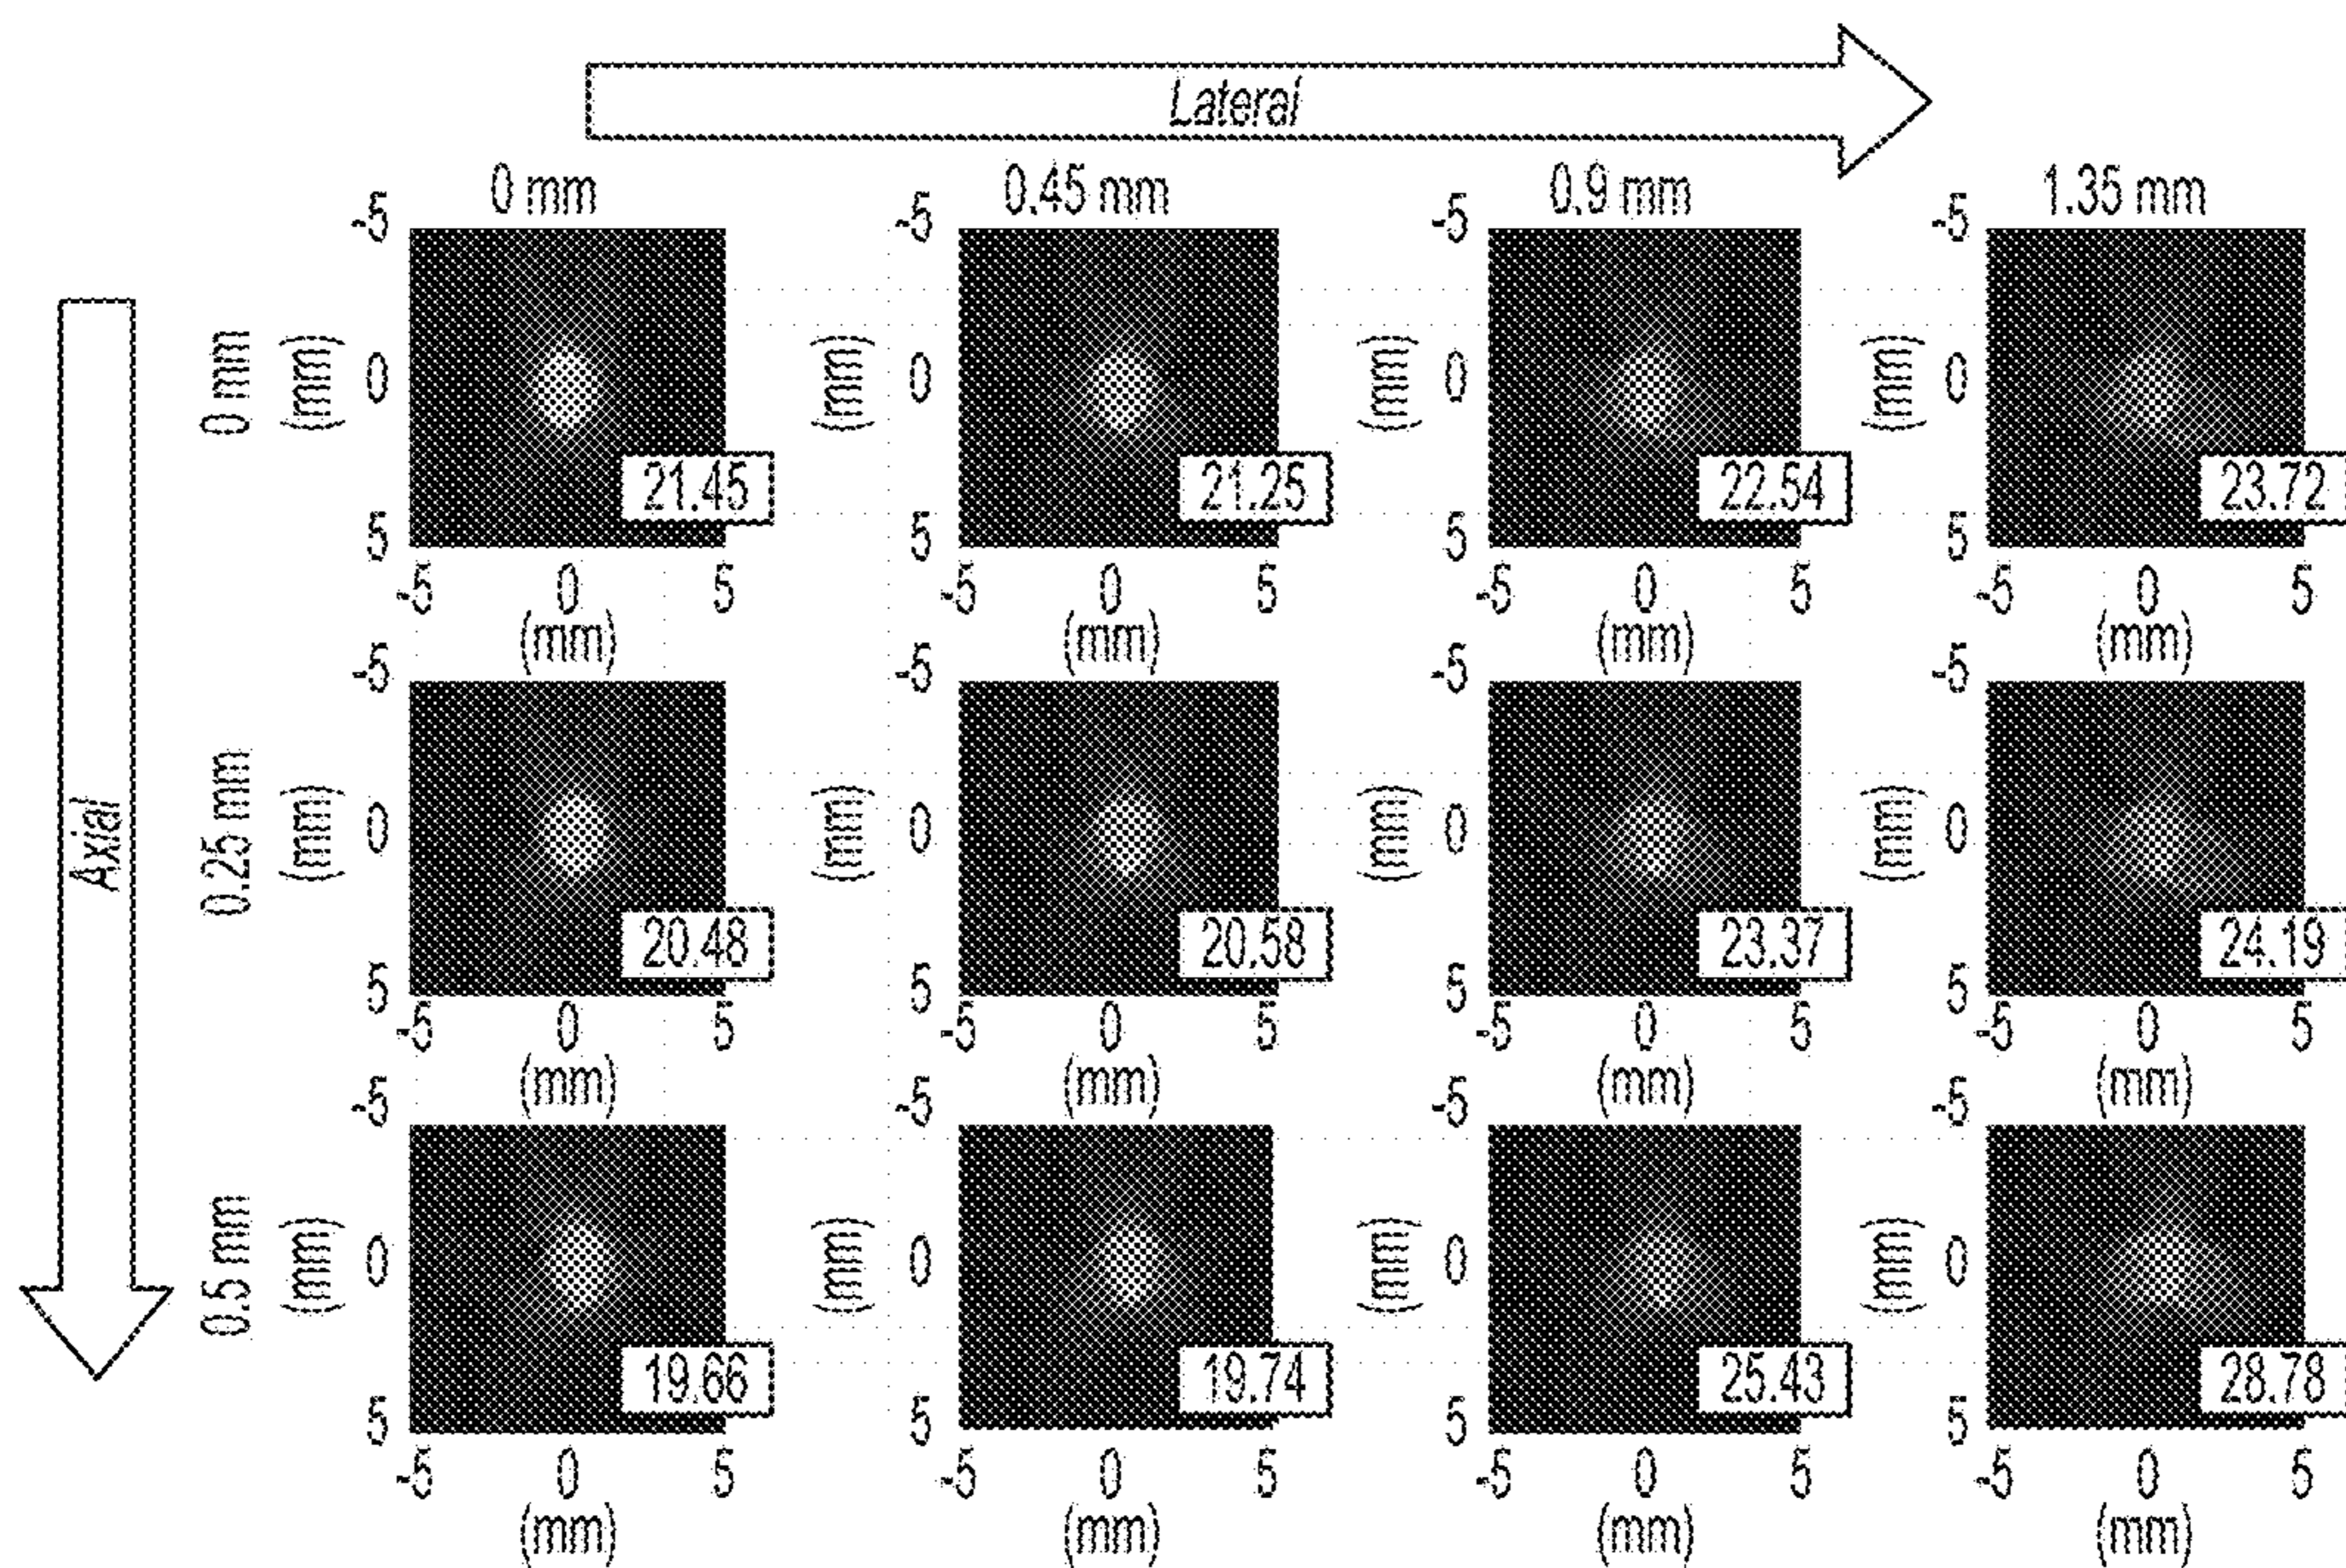 Lateral
0 mm 0.45 mm 0.9 mm 1.35 mm
Axial
0 mm
-5 -5 -5 -5
(mm) 0 (mm) 0 (mm) 0 (mm) 0
21.45 21.25 22.54 23.72
5 5 5 5
-5 0 5 -5 0 5 -5 0 5 -5 0 5
(mm) (mm) (mm) (mm)
0.25 mm
-5 -5 -5 -5
(mm) 0 (mm) 0 (mm) 0 (mm) 0
20.48 20.58 23.37 24.19
5 5 5 5
-5 0 5 -5 0 5 -5 0 5 -5 0 5
(mm) (mm) (mm) (mm)
0.5 mm
-5 -5 -5 -5
(mm) 0 (mm) 0 (mm) 0 (mm) 0
19.66 19.74 25.43 28.78
5 5 5 5
-5 0 5 -5 0 5 -5 0 5 -5 0 5
(mm) (mm) (mm) (mm)